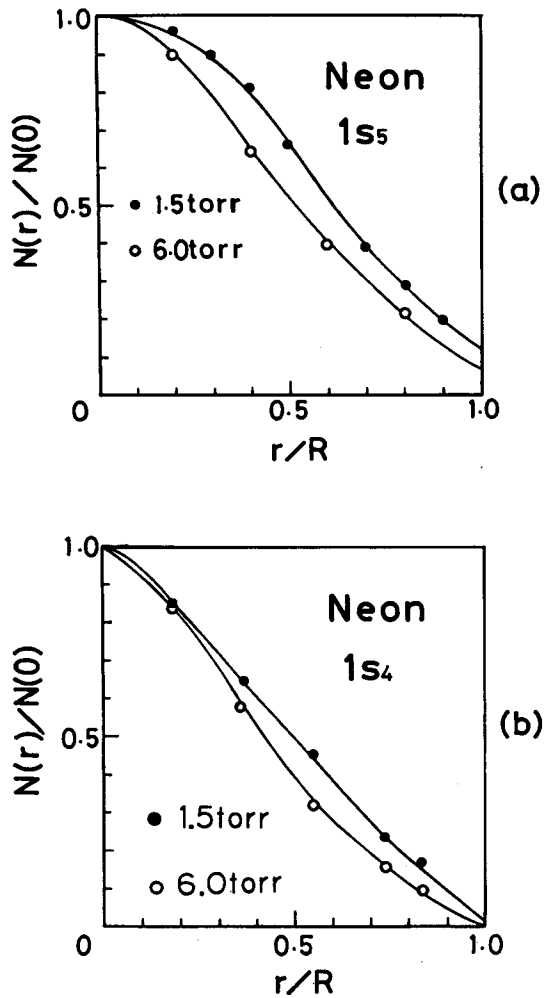 1.0
Neon
1s₅
N(r)/N(0)
0.5
● 1.5torr
○ 6.0torr
(a)
0
0.5
1.0
r/R
1.0
Neon
1s₄
N(r)/N(0)
0.5
● 1.5torr
○ 6.0torr
(b)
0
0.5
1.0
r/R